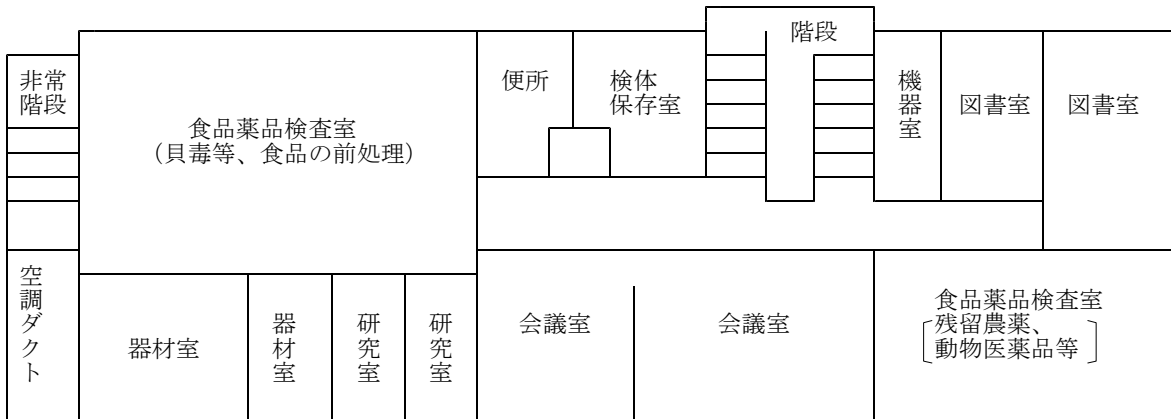 階段
非常
階段
便所
検体
保存室
機器室
図書室
図書室
食品薬品検査室
(貝毒等、食品の前処理)
空調ダクト
器材室
器材室
研究室
研究室
会議室
会議室
食品薬品検査室
残留農薬、
動物医薬品等